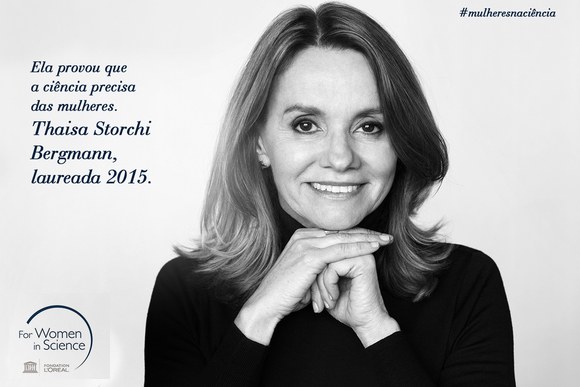 #mulheresnaciência
Ela provou que
a ciência precisa
das mulheres.
Thaisa Storchi
Bergmann,
laureada 2015.
For Women
in Science
FONDATION
L'ORÉAL